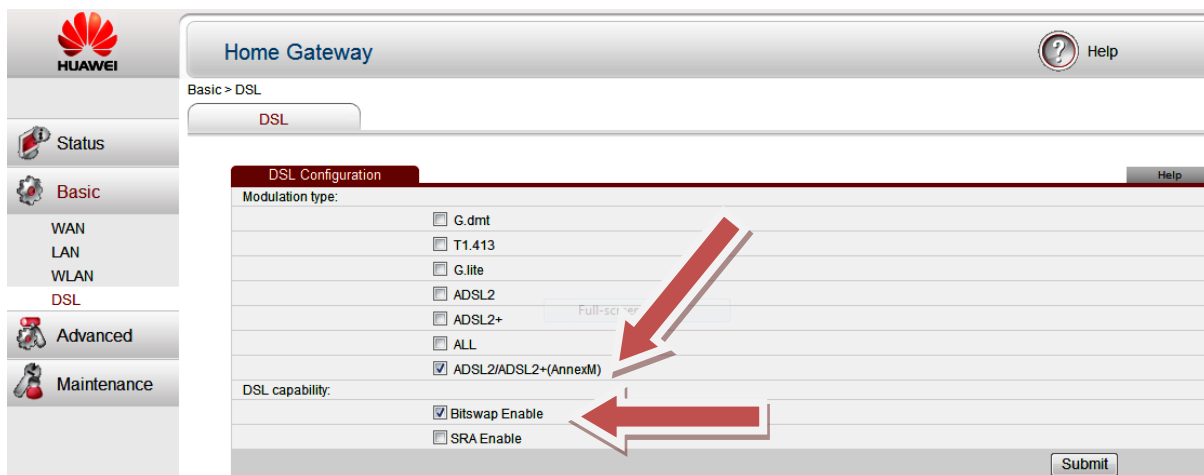 HUAWEI
Home Gateway
Help
Basic > DSL
DSL
Status
Basic
WAN
LAN
WLAN
DSL
Advanced
Maintenance
DSL Configuration
Help
Modulation type:
G.dmt
T1.413
G.lite
ADSL2
ADSL2+
ALL
ADSL2/ADSL2+(AnnexM)
DSL capability:
Bitswap Enable
SRA Enable
Submit